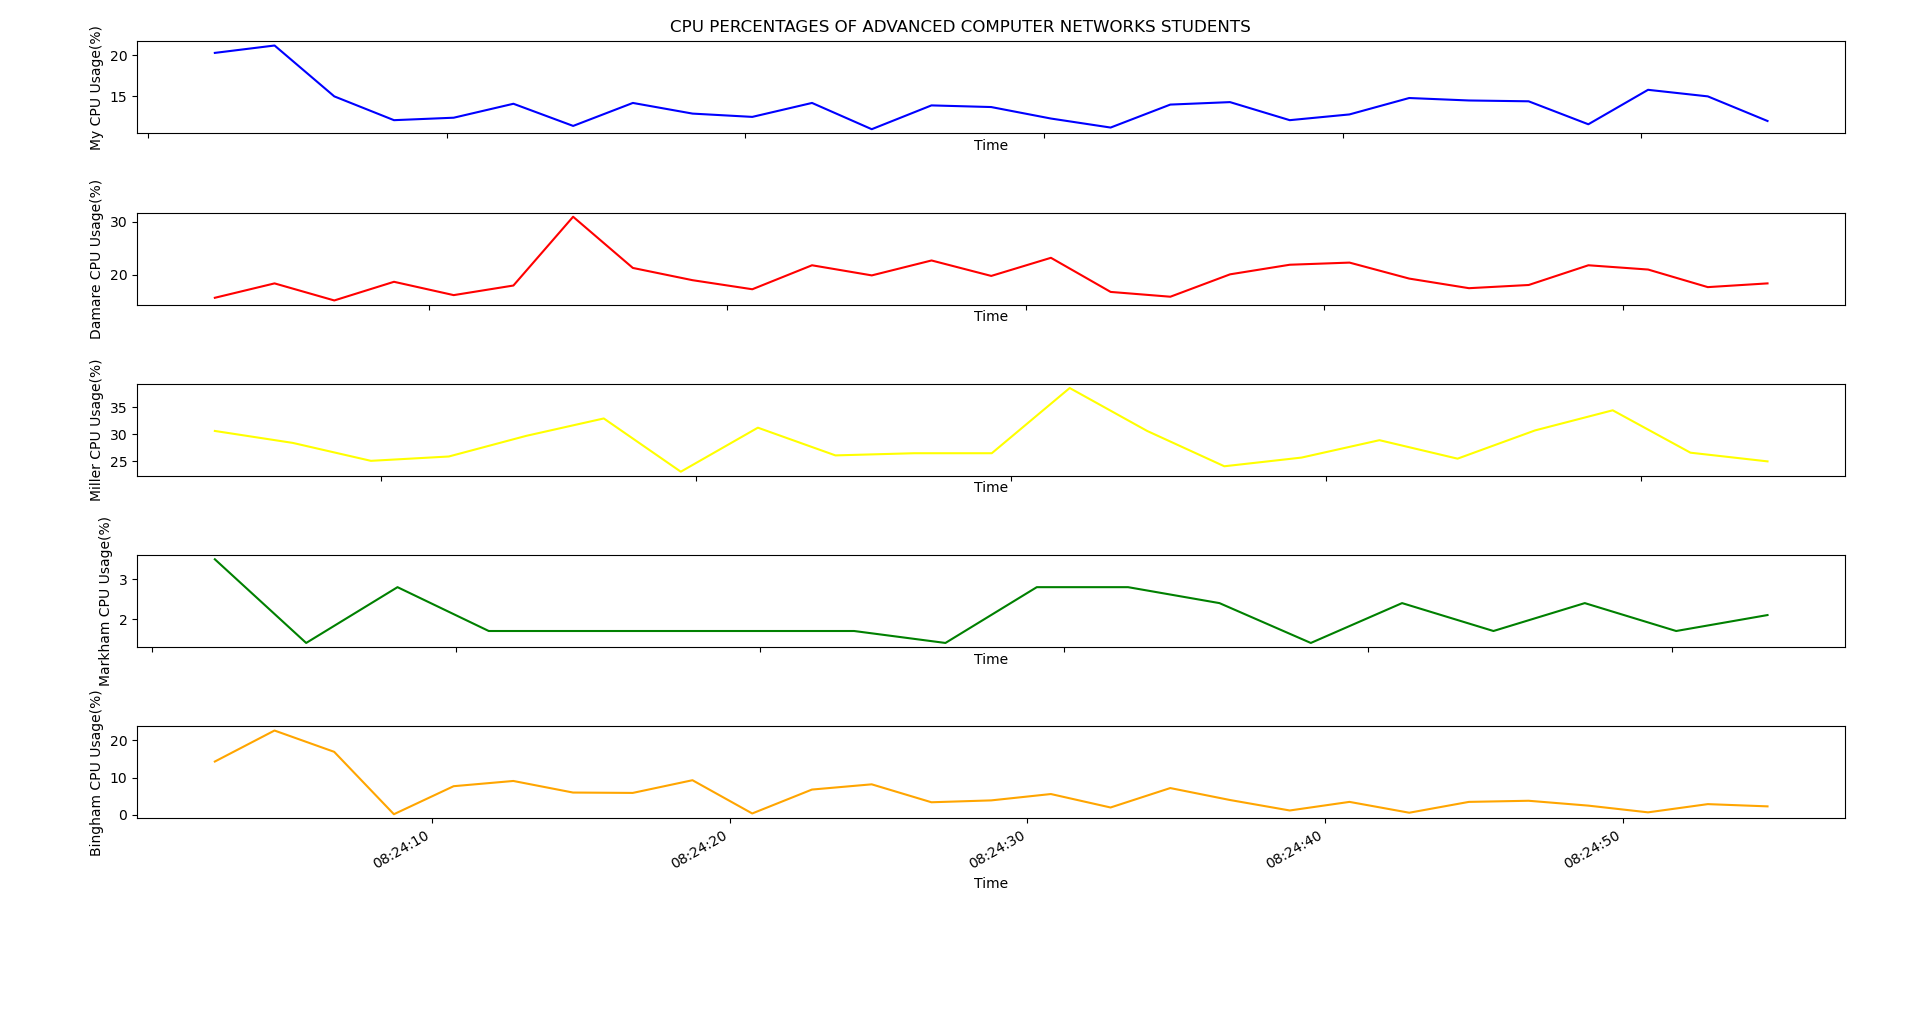 CPU PERCENTAGES OF ADVANCED COMPUTER NETWORKS STUDENTS
My CPU Usage(%)
20
15
Time
Damare CPU Usage(%)
30
20
Time
Miller CPU Usage(%)
35
30
25
Time
Markham CPU Usage(%)
3
2
Time
Bingham CPU Usage(%)
20
10
0
08:24:10 08:24:20 08:24:30 08:24:40 08:24:50
Time